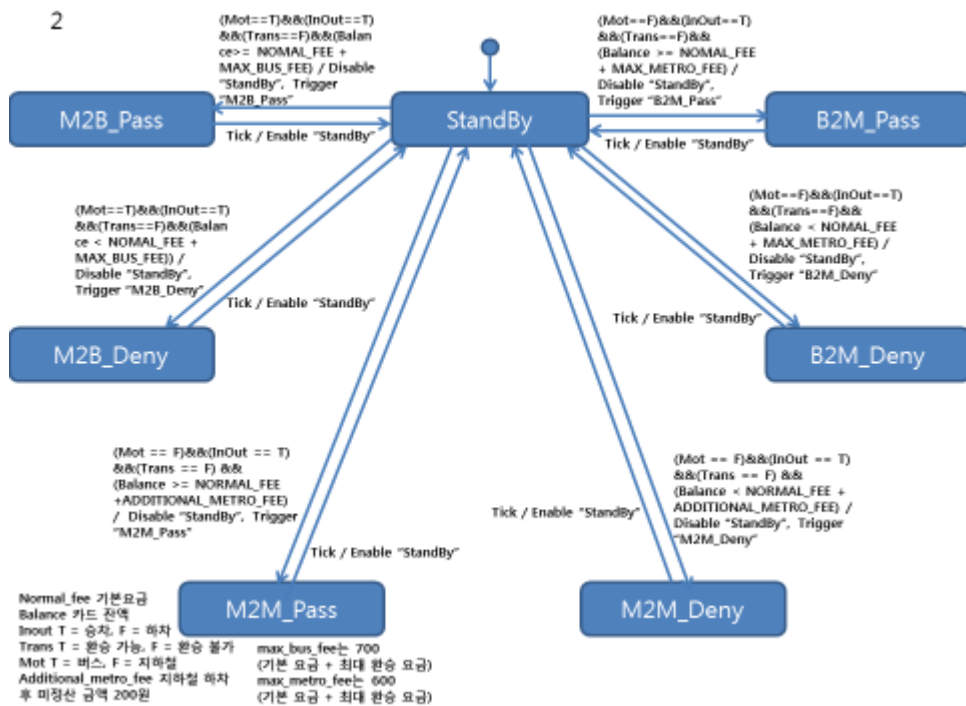 2
(Mot==T)&&(InOut==T)
&&(Trans==F)&&(Balan
ce>= NOMAL_FEE +
MAX_BUS_FEE) / Disable
"StandBy", Trigger
"M2B_Pass"
(Mot==F)&&(InOut==T)
&&(Trans==F)&&
(Balance >= NOMAL_FEE
+ MAX_METRO_FEE) /
Disable "StandBy",
Trigger "B2M_Pass"
M2B_Pass
StandBy
B2M_Pass
Tick / Enable "StandBy"
Tick / Enable "StandBy"
(Mot==T)&&(InOut==T)
&&(Trans==F)&&(Balan
ce < NOMAL_FEE +
MAX_BUS_FEE)) /
Disable "StandBy",
Trigger "M2B_Deny"
(Mot==F)&&(InOut==T)
&&(Trans==F)&&
(Balance < NOMAL_FEE
+ MAX_METRO_FEE) /
Disable "StandBy",
Trigger "B2M_Deny"
Tick / Enable "StandBy"
Tick / Enable "StandBy"
M2B_Deny
B2M_Deny
(Mot == F)&&(InOut == T)
&&(Trans == F) &&
(Balance >= NORMAL_FEE
+ADDITIONAL_METRO_FEE)
/ Disable "StandBy", Trigger
"M2M_Pass"
(Mot == F)&&(InOut == T)
&&(Trans == F) &&
(Balance < NORMAL_FEE +
ADDITIONAL_METRO_FEE) /
Disable "StandBy", Trigger
"M2M_Deny"
Tick / Enable "StandBy"
Tick / Enable "StandBy"
M2M_Pass
M2M_Deny
Normal_fee 기본요금
Balance 카드 잔액
Inout T = 승차, F = 하차
Trans T = 환승 가능, F = 환승 불가
Mot T = 버스, F = 지하철
Additional_metro_fee 지하철 하차
후 미정산 금액 200원
max_bus_fee는 700
(기본 요금 + 최대 환승 요금)
max_metro_fee는 600
(기본 요금 + 최대 환승 요금)